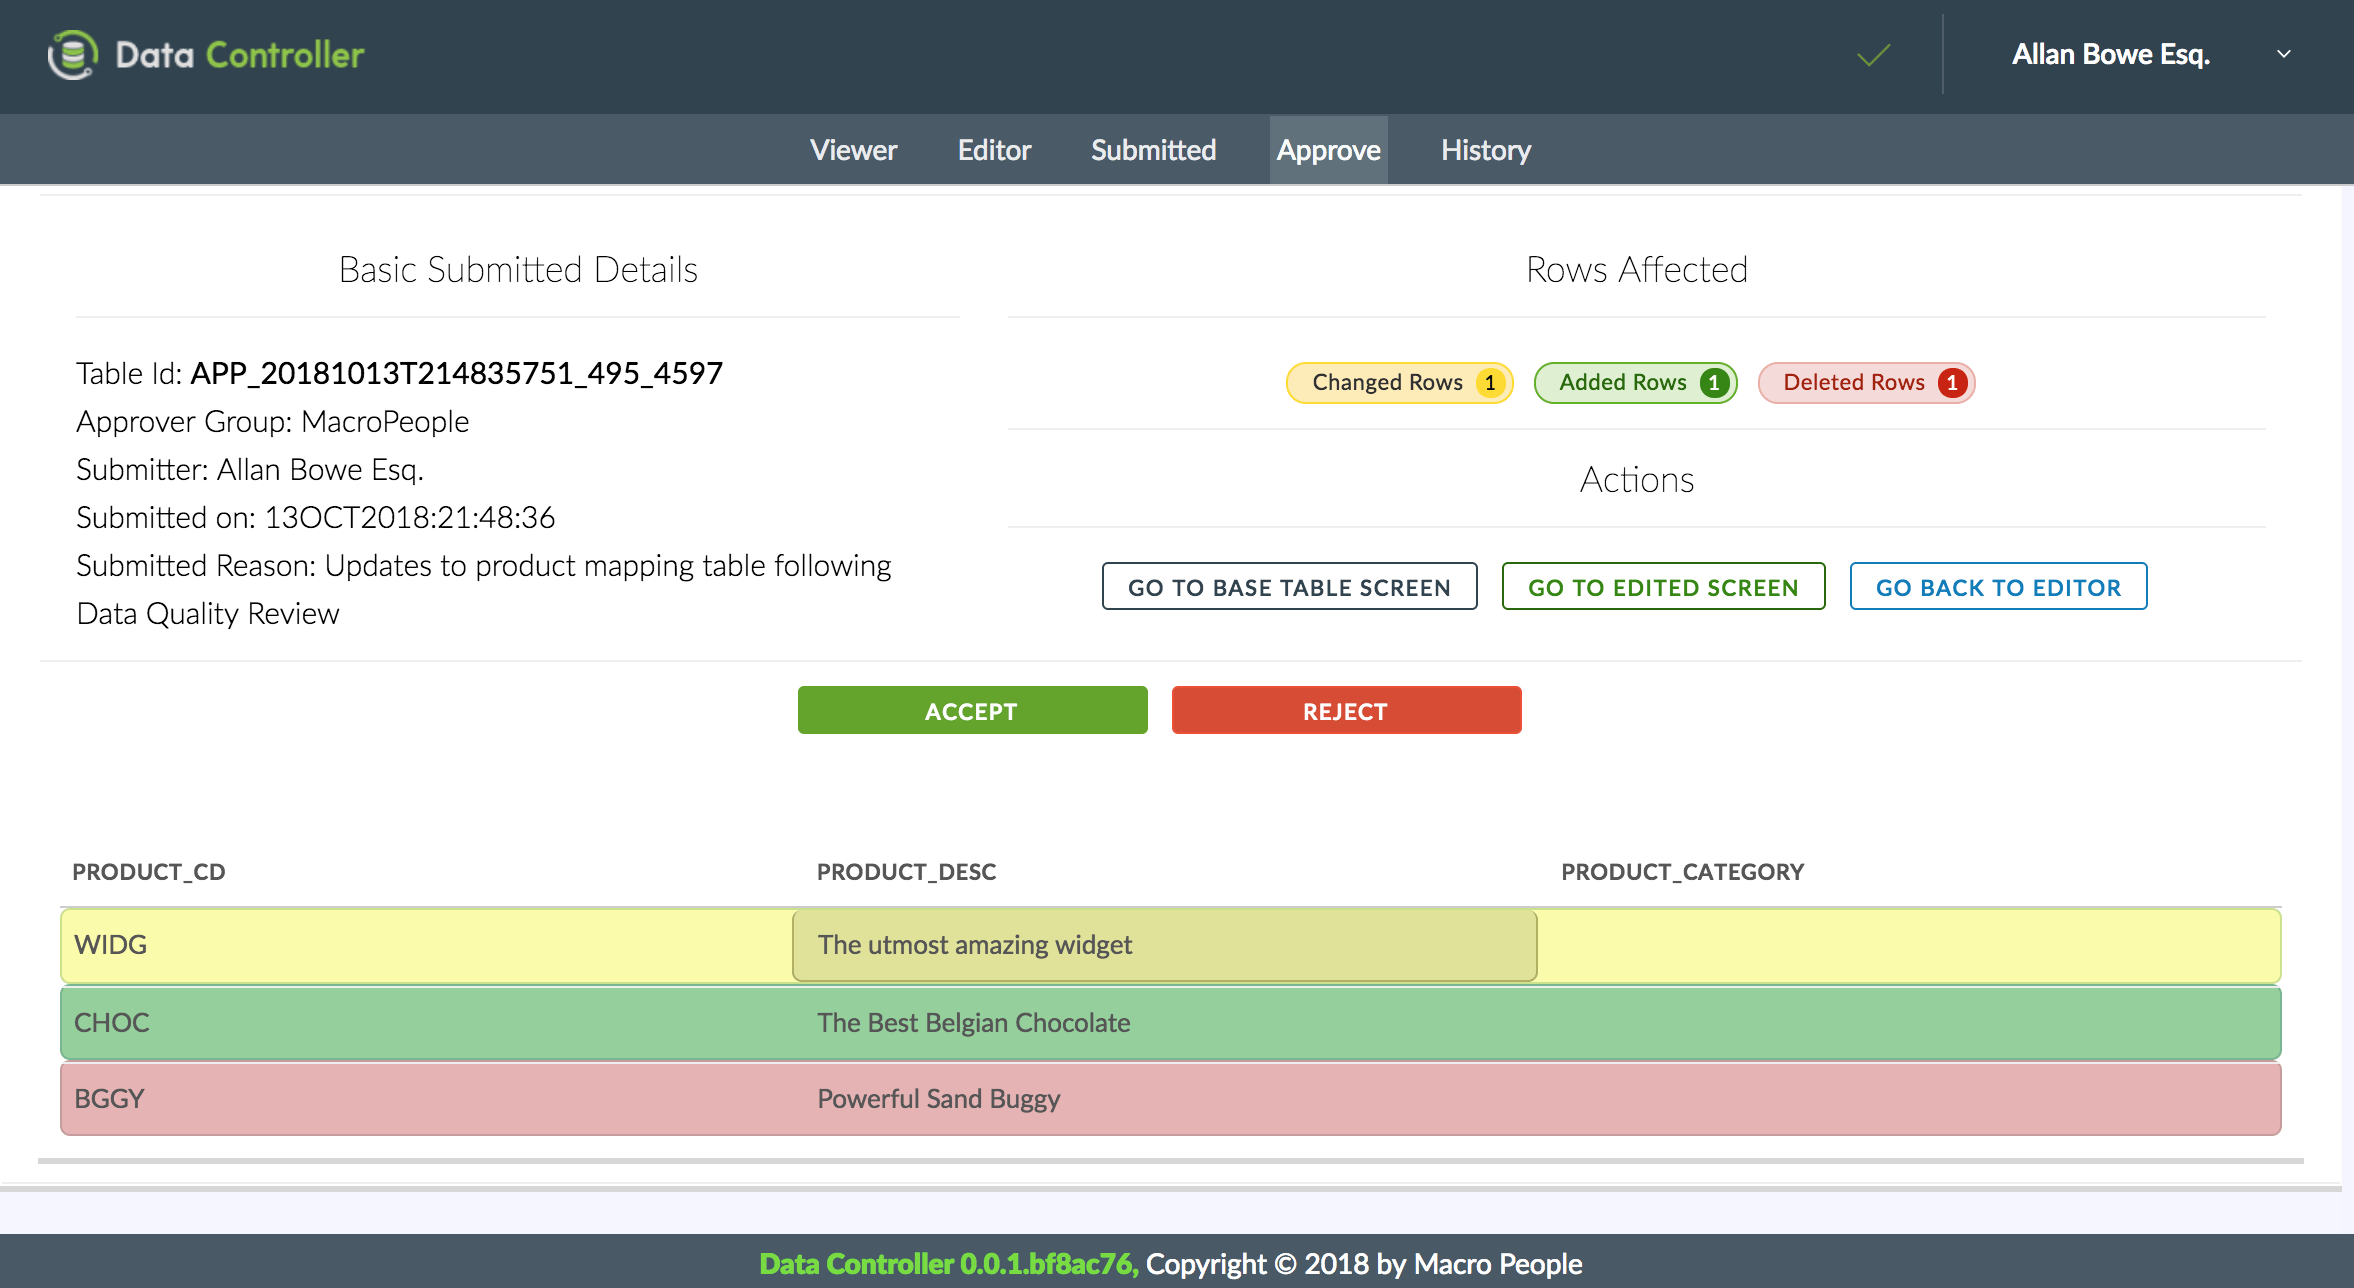 Data Controller
Allan Bowe Esq.
Viewer Editor Submitted Approve History
Basic Submitted Details
Table Id: APP_20181013T214835751_495_4597
Approver Group: MacroPeople
Submitter: Allan Bowe Esq.
Submitted on: 13OCT2018:21:48:36
Submitted Reason: Updates to product mapping table following
Data Quality Review
Rows Affected
Changed Rows 1 Added Rows 1 Deleted Rows 1
Actions
GO TO BASE TABLE SCREEN GO TO EDITED SCREEN GO BACK TO EDITOR
ACCEPT REJECT
PRODUCT_CD PRODUCT_DESC PRODUCT_CATEGORY
WIDG The utmost amazing widget
CHOC The Best Belgian Chocolate
BGGY Powerful Sand Buggy
Data Controller 0.0.1.bf8ac76, Copyright © 2018 by Macro People